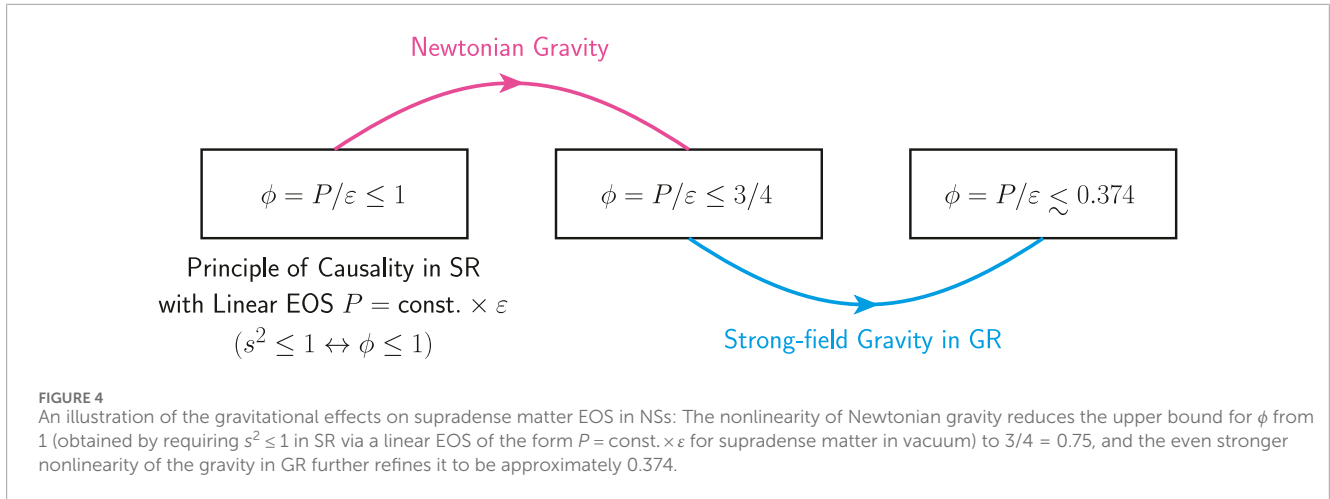 Newtonian Gravity
ϕ = P/ε ≤ 1
ϕ = P/ε ≤ 3/4
ϕ = P/ε ≲ 0.374
Principle of Causality in SR
with Linear EOS P = const. × ε
(s² ≤ 1 ↔ ϕ ≤ 1)
Strong-field Gravity in GR
FIGURE 4
An illustration of the gravitational effects on supradense matter EOS in NSs: The nonlinearity of Newtonian gravity reduces the upper bound for ϕ from
1 (obtained by requiring s² ≤ 1 in SR via a linear EOS of the form P = const. × ε for supradense matter in vacuum) to 3/4 = 0.75, and the even stronger
nonlinearity of the gravity in GR further refines it to be approximately 0.374.